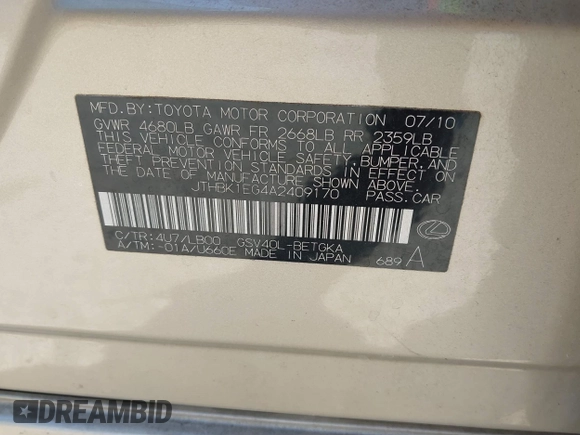 MFD.BY:TOYOTA MOTOR CORPORATION 07/10
GVWR 4680LB GAWR FR 2668LB RR 2359LB
THIS VEHICLE CONFORMS TO ALL APPLICABLE
FEDERAL MOTOR VEHICLE SAFETY, BUMPER, AND
THEFT PREVENTION STANDARDS IN EFFECT ON
THE DATE OF MANUFACTURE SHOWN ABOVE.
JTHBK1EG4A2409170 PASS.CAR
C/TR:4U7/LB00 GSV40L-BETGKA
A/TM:-01A/U660E MADE IN JAPAN
689 A
DREAMBID